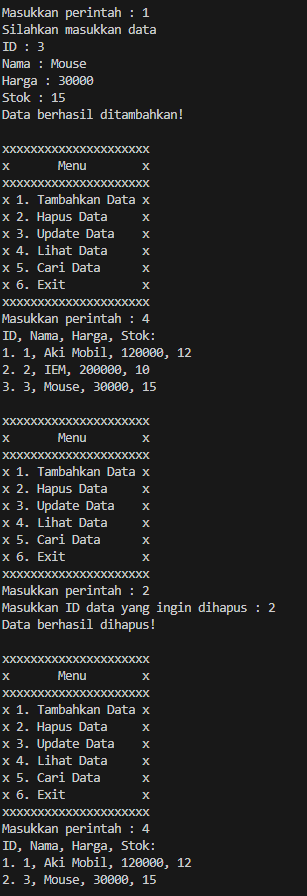 Masukkan perintah : 1
Silahkan masukkan data
ID : 3
Nama : Mouse
Harga : 30000
Stok : 15
Data berhasil ditambahkan!

xxxxxxxxxxxxxxxxxxxxx
x       Menu        x
xxxxxxxxxxxxxxxxxxxxx
x 1. Tambahkan Data x
x 2. Hapus Data     x
x 3. Update Data    x
x 4. Lihat Data     x
x 5. Cari Data      x
x 6. Exit           x
xxxxxxxxxxxxxxxxxxxxx
Masukkan perintah : 4
ID, Nama, Harga, Stok:
1. 1, Aki Mobil, 120000, 12
2. 2, IEM, 200000, 10
3. 3, Mouse, 30000, 15

xxxxxxxxxxxxxxxxxxxxx
x       Menu        x
xxxxxxxxxxxxxxxxxxxxx
x 1. Tambahkan Data x
x 2. Hapus Data     x
x 3. Update Data    x
x 4. Lihat Data     x
x 5. Cari Data      x
x 6. Exit           x
xxxxxxxxxxxxxxxxxxxxx
Masukkan perintah : 2
Masukkan ID data yang ingin dihapus : 2
Data berhasil dihapus!

xxxxxxxxxxxxxxxxxxxxx
x       Menu        x
xxxxxxxxxxxxxxxxxxxxx
x 1. Tambahkan Data x
x 2. Hapus Data     x
x 3. Update Data    x
x 4. Lihat Data     x
x 5. Cari Data      x
x 6. Exit           x
xxxxxxxxxxxxxxxxxxxxx
Masukkan perintah : 4
ID, Nama, Harga, Stok:
1. 1, Aki Mobil, 120000, 12
2. 3, Mouse, 30000, 15